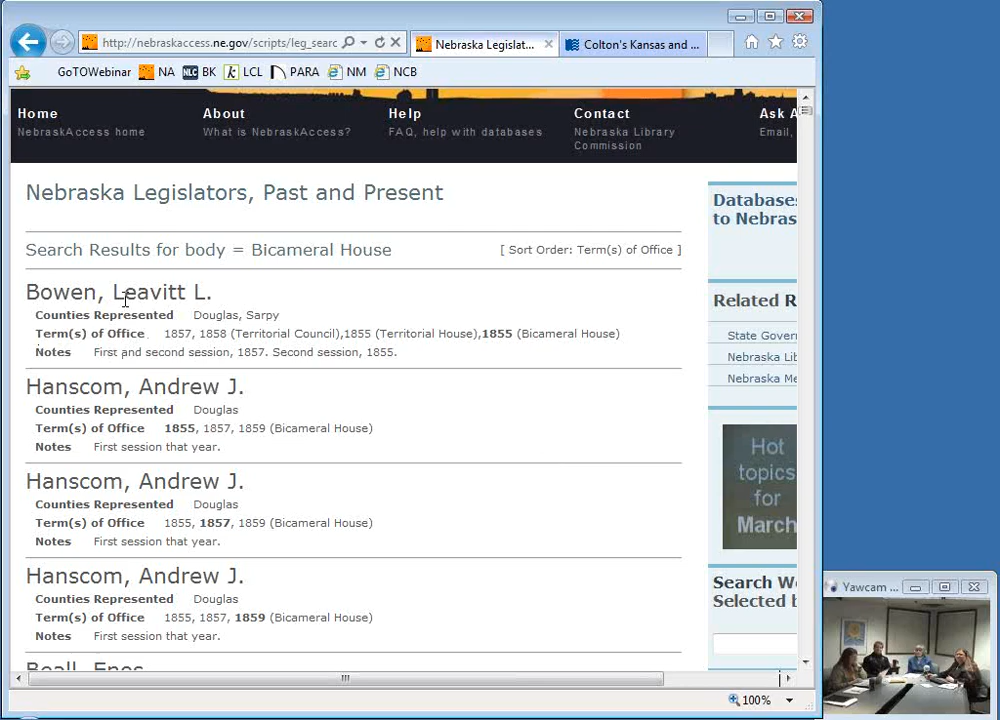 http://nebraskaccess.ne.gov/scripts/leg_searc
Nebraska Legislat...
Colton's Kansas and ...
GoTOWebinar NA NLC BK k LCL PARA NM NCB
Home About Help Contact Ask A
NebraskAccess home What is NebraskAccess? FAQ, help with databases Nebraska Library Email,
Commission
Nebraska Legislators, Past and Present
Search Results for body = Bicameral House [ Sort Order: Term(s) of Office ]
Bowen, Leavitt L.
Counties Represented Douglas, Sarpy
Term(s) of Office 1857, 1858 (Territorial Council),1855 (Territorial House),1855 (Bicameral House)
Notes First and second session, 1857. Second session, 1855.
Hanscom, Andrew J.
Counties Represented Douglas
Term(s) of Office 1855, 1857, 1859 (Bicameral House)
Notes First session that year.
Hanscom, Andrew J.
Counties Represented Douglas
Term(s) of Office 1855, 1857, 1859 (Bicameral House)
Notes First session that year.
Hanscom, Andrew J.
Counties Represented Douglas
Term(s) of Office 1855, 1857, 1859 (Bicameral House)
Notes First session that year.
Beall, Enos
Databases
to Nebras
Related R
State Gover
Nebraska Lib
Nebraska Me
Hot
topics
for
March
Search We
Selected b
100%
Yawcam ...